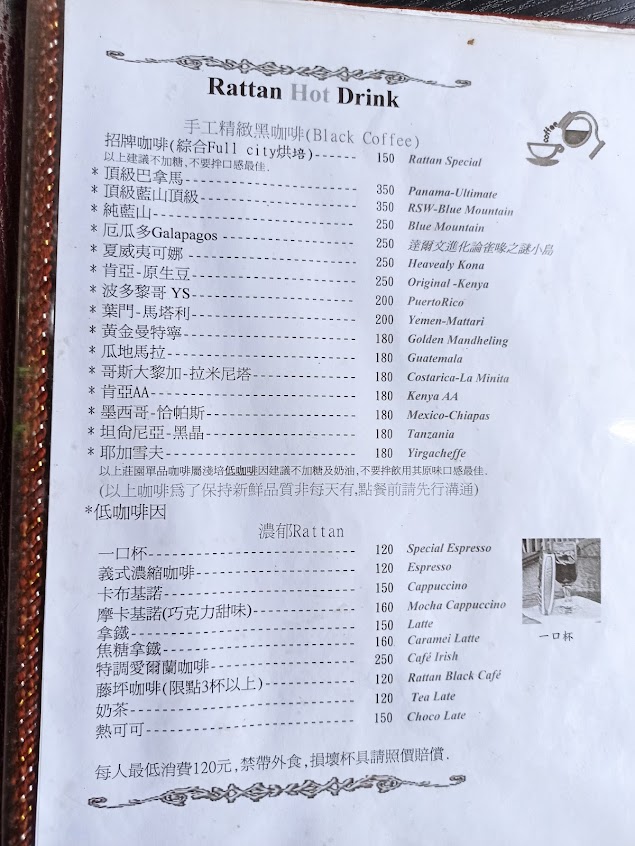 Rattan Hot Drink
手工精緻黑咖啡(Black Coffee)
coffee
招牌咖啡(綜合Full city烘培)------ 150 Rattan Special
以上建議不加糖,不要拌口感最佳.
* 頂級巴拿馬------ 350 Panama-Ultimate
* 頂級藍山頂級------ 350 RSW-Blue Mountain
* 純藍山------ 250 Blue Mountain
* 厄瓜多Galapagos------ 250 達爾文進化論雀喙之謎小島
* 夏威夷可娜------ 250 Heavealy Kona
* 肯亞-原生豆------ 250 Original -Kenya
* 波多黎哥 YS------ 200 PuertoRico
* 葉門-馬塔利------ 200 Yemen-Mattari
* 黃金曼特寧------ 180 Golden Mandheling
* 瓜地馬拉------ 180 Guatemala
* 哥斯大黎加-拉米尼塔------ 180 Costarica-La Minita
* 肯亞AA------ 180 Kenya AA
* 墨西哥-恰帕斯------ 180 Mexico-Chiapas
* 坦尚尼亞-黑晶------ 180 Tanzania
* 耶加雪夫------ 180 Yirgacheffe
以上莊園單品咖啡屬淺培低咖啡因建議不加糖及奶油,不要拌飲用其原味口感最佳.
(以上咖啡為了保持新鮮品質非每天有,點餐前請先行溝通)
*低咖啡因
濃郁Rattan
一口杯------ 120 Special Espresso
義式濃縮咖啡------ 120 Espresso
卡布基諾------ 150 Cappuccino
摩卡基諾(巧克力甜味)------ 160 Mocha Cappuccino
拿鐵------ 150 Latte
焦糖拿鐵------ 160 Caramei Latte
特調愛爾蘭咖啡------ 250 Café Irish
藤坪咖啡(限點3杯以上)------ 120 Rattan Black Café
奶茶------ 120 Tea Late
熱可可------ 150 Choco Late
一口杯
每人最低消費120元,禁帶外食,損壞杯具請照價賠償.